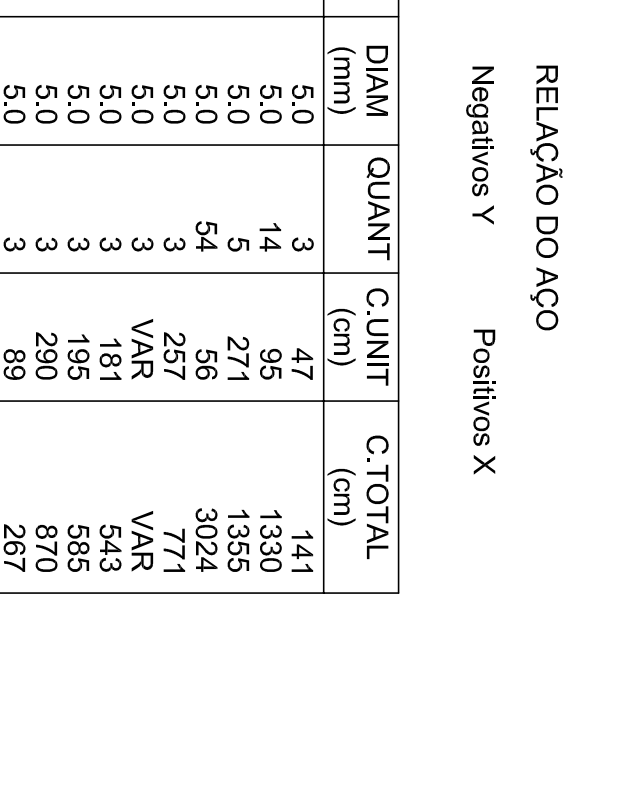 RELAÇÃO DO AÇO
Negativos Y Positivos X
DIAM QUANT C.UNIT C.TOTAL
(mm) (cm) (cm)
5.0 3 47 141
5.0 14 95 1330
5.0 5 271 1355
5.0 54 56 3024
5.0 3 257 771
5.0 3 VAR VAR
5.0 3 181 543
5.0 3 195 585
5.0 3 290 870
5.0 3 89 267